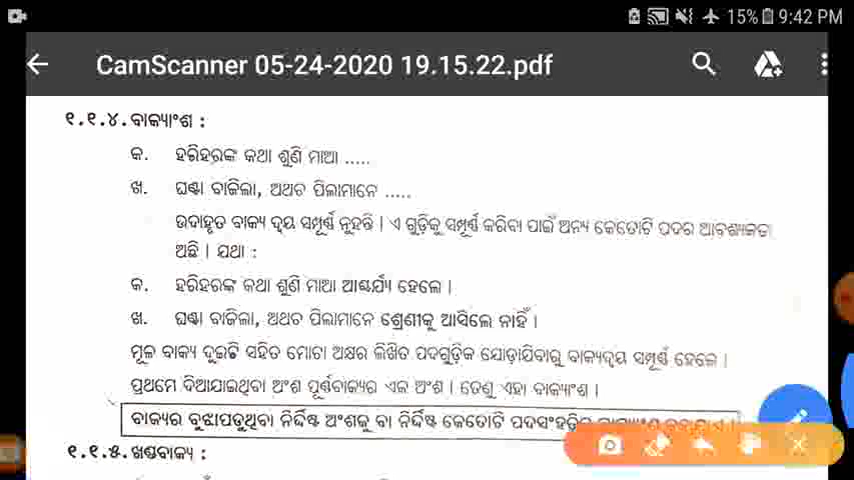 15% 9:42 PM
CamScanner 05-24-2020 19.15.22.pdf
୧.୧.୪. ବାକ୍ୟାଂଶ :
କ. ହରିହରଙ୍କ କଥା ଶୁଣି ମାଆ .....
ଖ. ଘଣ୍ଟା ବାଜିଲା, ଅଥଚ ପିଲାମାନେ .....
ଉଦାହୃତ ବାକ୍ୟ ଦ୍ୱୟ ସମ୍ପୂର୍ଣ୍ଣ ନୁହନ୍ତି । ଏ ଗୁଡ଼ିକୁ ସମ୍ପୂର୍ଣ୍ଣ କରିବା ପାଇଁ ଅନ୍ୟ କେତୋଟି ପଦର ଆବଶ୍ୟକତା
ଅଛି । ଯଥା :
କ. ହରିହରଙ୍କ କଥା ଶୁଣି ମାଆ ଆଶ୍ଚର୍ଯ୍ୟ ହେଲେ ।
ଖ. ଘଣ୍ଟା ବାଜିଲା, ଅଥଚ ପିଲାମାନେ ଶ୍ରେଣୀକୁ ଆସିଲେ ନାହିଁ ।
ମୂଳ ବାକ୍ୟ ଦୁଇଟି ସହିତ ମୋଟା ଅକ୍ଷର ଲିଖିତ ପଦଗୁଡ଼ିକ ଯୋଡ଼ାଯିବାରୁ ବାକ୍ୟଦ୍ୱୟ ସମ୍ପୂର୍ଣ୍ଣ ହେଲେ ।
ପ୍ରଥମେ ଦିଆଯାଇଥିବା ଅଂଶ ପୂର୍ଣ୍ଣବାକ୍ୟର ଏକ ଅଂଶ । ତେଣୁ ଏହା ବାକ୍ୟାଂଶ ।
ବାକ୍ୟର ବୁଝାପଡୁଥିବା ନିର୍ଦ୍ଦିଷ୍ଟ ଅଂଶକୁ ବା ନିର୍ଦ୍ଦିଷ୍ଟ କେତୋଟି
୧.୧.୫. ଖଣ୍ଡବାକ୍ୟ :